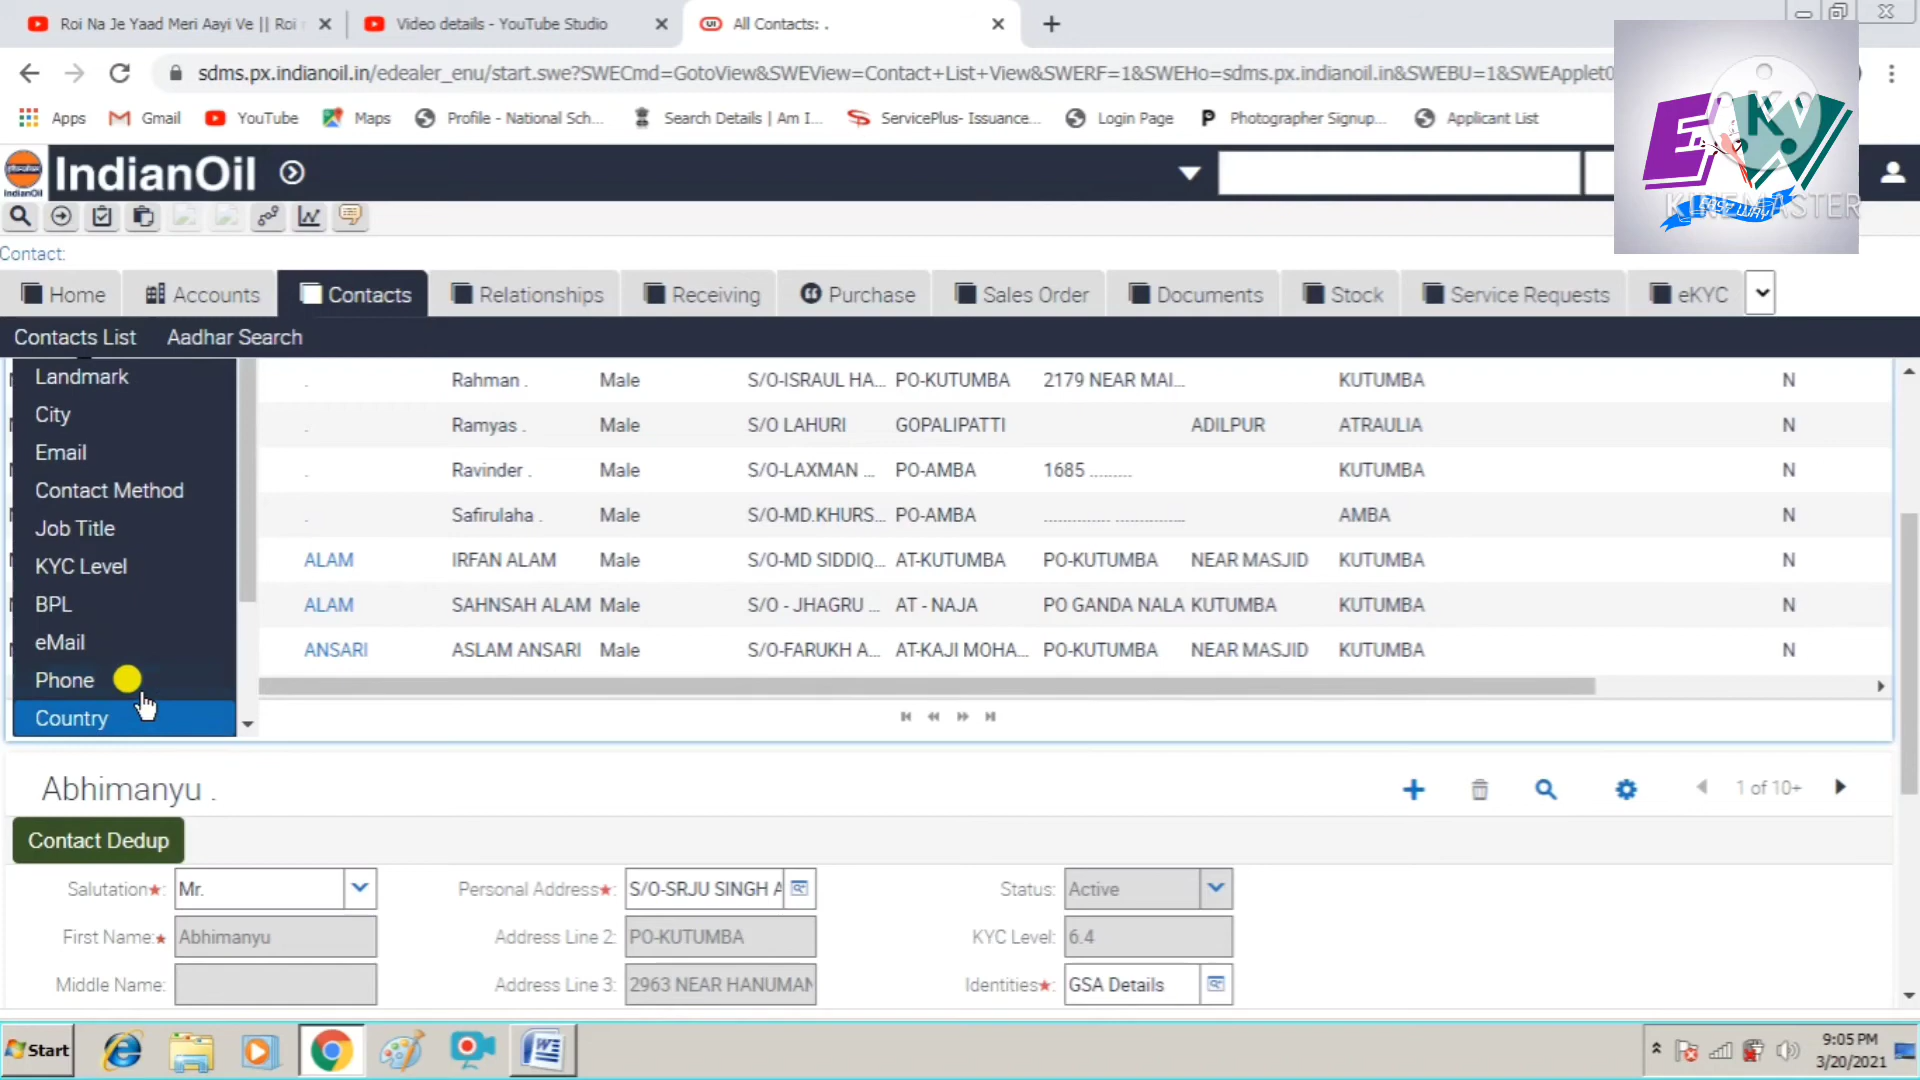 Roi Na Je Yaad Meri Aayi Ve || Roi
Video details - YouTube Studio
All Contacts: .
sdms.px.indianoil.in/edealer_enu/start.swe?SWECmd=GotoView&SWEView=Contact+List+View&SWERF=1&SWEHo=sdms.px.indianoil.in&SWEBU=1&SWEApplet0
Apps Gmail YouTube Maps Profile - National Sch... Search Details | Am I... ServicePlus- Issuance... Login Page Photographer Signup... Applicant List
IndianOil IndianOil
K
KINEMASTER
EASY WAY
Contact:
Home Accounts Contacts Relationships Receiving Purchase Sales Order Documents Stock Service Requests eKYC
Contacts List Aadhar Search
Landmark
City
Email
Contact Method
Job Title
KYC Level
BPL
eMail
Phone
Country
. Rahman . Male S/O-ISRAUL HA... PO-KUTUMBA 2179 NEAR MAI... KUTUMBA N
. Ramyas . Male S/O LAHURI GOPALIPATTI ADILPUR ATRAULIA N
. Ravinder . Male S/O-LAXMAN ... PO-AMBA 1685 ......... KUTUMBA N
. Safirulaha . Male S/O-MD.KHURS... PO-AMBA .............. .............. AMBA N
ALAM IRFAN ALAM Male S/O-MD SIDDIQ... AT-KUTUMBA PO-KUTUMBA NEAR MASJID KUTUMBA N
ALAM SAHNSAH ALAM Male S/O - JHAGRU ... AT - NAJA PO GANDA NALA KUTUMBA KUTUMBA N
ANSARI ASLAM ANSARI Male S/O-FARUKH A... AT-KAJI MOHA... PO-KUTUMBA NEAR MASJID KUTUMBA N
Abhimanyu .
1 of 10+
Contact Dedup
Salutation★: Mr. Personal Address★: S/O-SRJU SINGH A Status: Active
First Name:★ Abhimanyu Address Line 2: PO-KUTUMBA KYC Level: 6.4
Middle Name: Address Line 3: 2963 NEAR HANUMAN Identities★: GSA Details
Start
9:05 PM
3/20/2021